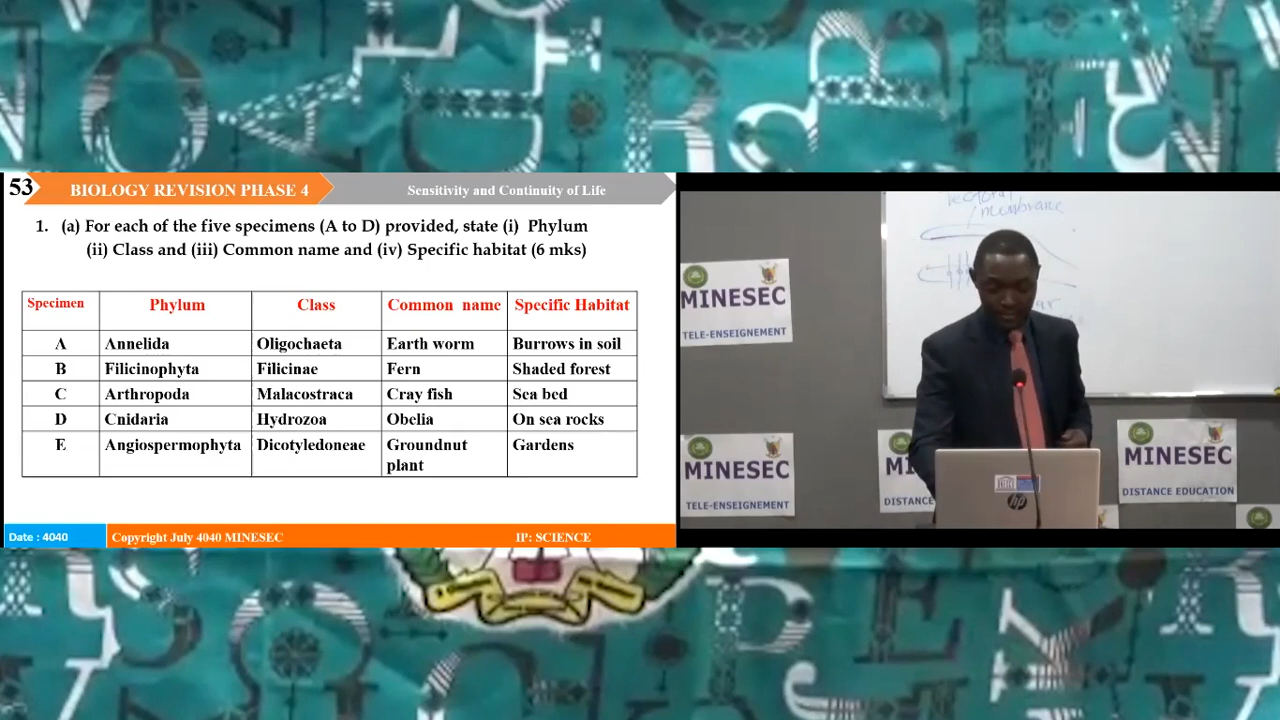 53 BIOLOGY REVISION PHASE 4 Sensitivity and Continuity of Life
1. (a) For each of the five specimens (A to D) provided, state (i) Phylum
(ii) Class and (iii) Common name and (iv) Specific habitat (6 mks)
Specimen Phylum Class Common name Specific Habitat
A Annelida Oligochaeta Earth worm Burrows in soil
B Filicinophyta Filicinae Fern Shaded forest
C Arthropoda Malacostraca Cray fish Sea bed
D Cnidaria Hydrozoa Obelia On sea rocks
E Angiospermophyta Dicotyledoneae Groundnut Gardens
plant
Date : 4040 Copyright July 4040 MINESEC IP: SCIENCE
membrane
MINESEC
TELE-ENSEIGNEMENT
MINESEC
TELE-ENSEIGNEMENT
DISTANCE
MINESEC
DISTANCE EDUCATION
hp